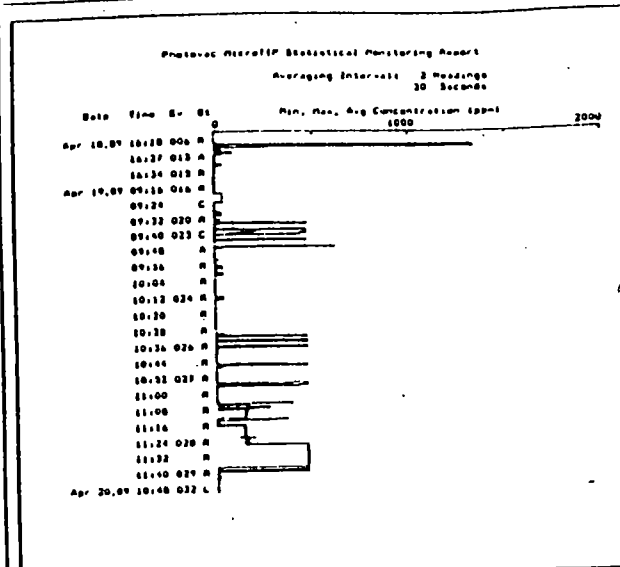 Photovac MicroTIP Statistical Monitoring Report
Averaging Interval: 2 Readings
30 Seconds
Date Time Ev St Min, Max, Avg Concentration (ppm)
0 1000 2000
Apr 18,89 16:28 006 A
16:27 013 A
16:34 015 A
Apr 19,89 09:16 016 A
09:24 C
09:32 020 A
09:40 023 C
09:48 A
09:56 A
10:04 A
10:12 024 A
10:20 A
10:28 A
10:36 026 A
10:44 A
10:52 027 A
11:00 A
11:08 A
11:16 A
11:24 028 A
11:32 A
11:40 029 A
Apr 20,89 10:48 032 C